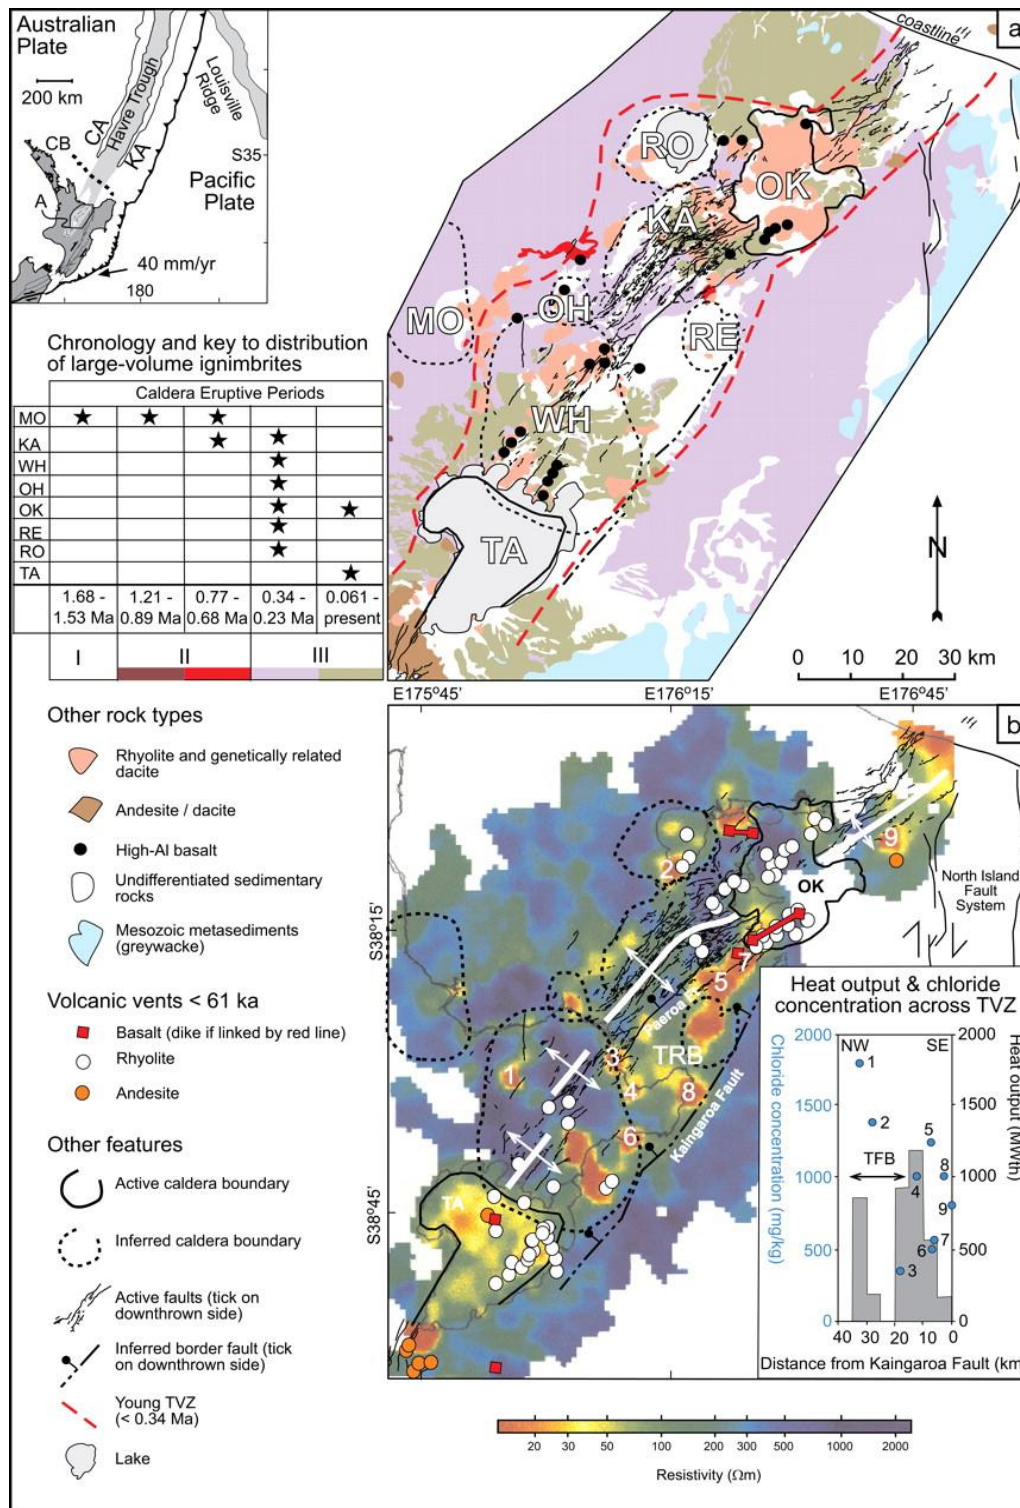 Australian
Plate
200 km
Havre Trough
Louisville
Ridge
CA
KA
CB
A
S35
Pacific
Plate
40 mm/yr
180
a
coastline
RO
OK
KA
MO
OH
RE
WH
TA
N
0 10 20 30 km
E175º45' E176º15' E176º45'
Chronology and key to distribution
of large-volume ignimbrites
Caldera Eruptive Periods
MO ★ ★ ★
KA ★ ★
WH ★
OH ★
OK ★ ★
RE ★
RO ★
TA ★
1.68 - 1.21 - 0.77 - 0.34 - 0.061 -
1.53 Ma 0.89 Ma 0.68 Ma 0.23 Ma present
I II III
Other rock types
Rhyolite and genetically related
dacite
Andesite / dacite
High-Al basalt
Undifferentiated sedimentary
rocks
Mesozoic metasediments
(greywacke)
Volcanic vents < 61 ka
Basalt (dike if linked by red line)
Rhyolite
Andesite
Other features
Active caldera boundary
Inferred caldera boundary
Active faults (tick on
downthrown side)
Inferred border fault (tick
on downthrown side)
Young TVZ
(< 0.34 Ma)
Lake
b
S38º15'
S38º45'
9
2
OK
North Island
Fault
System
7
5
Paeroa
TRB
3
1
4
8
6
Kaingaroa Fault
TA
Heat output & chloride
concentration across TVZ
Chloride concentration (mg/kg)
Heat output (MWth)
2000 NW SE 2000
1
1500 1500
2
5
TFB
8
1000 1000
4
9
7
500 500
6
3
0 0
40 30 20 10 0
Distance from Kaingaroa Fault (km
20 30 50 100 200 300 500 1000 2000
Resistivity (Ωm)